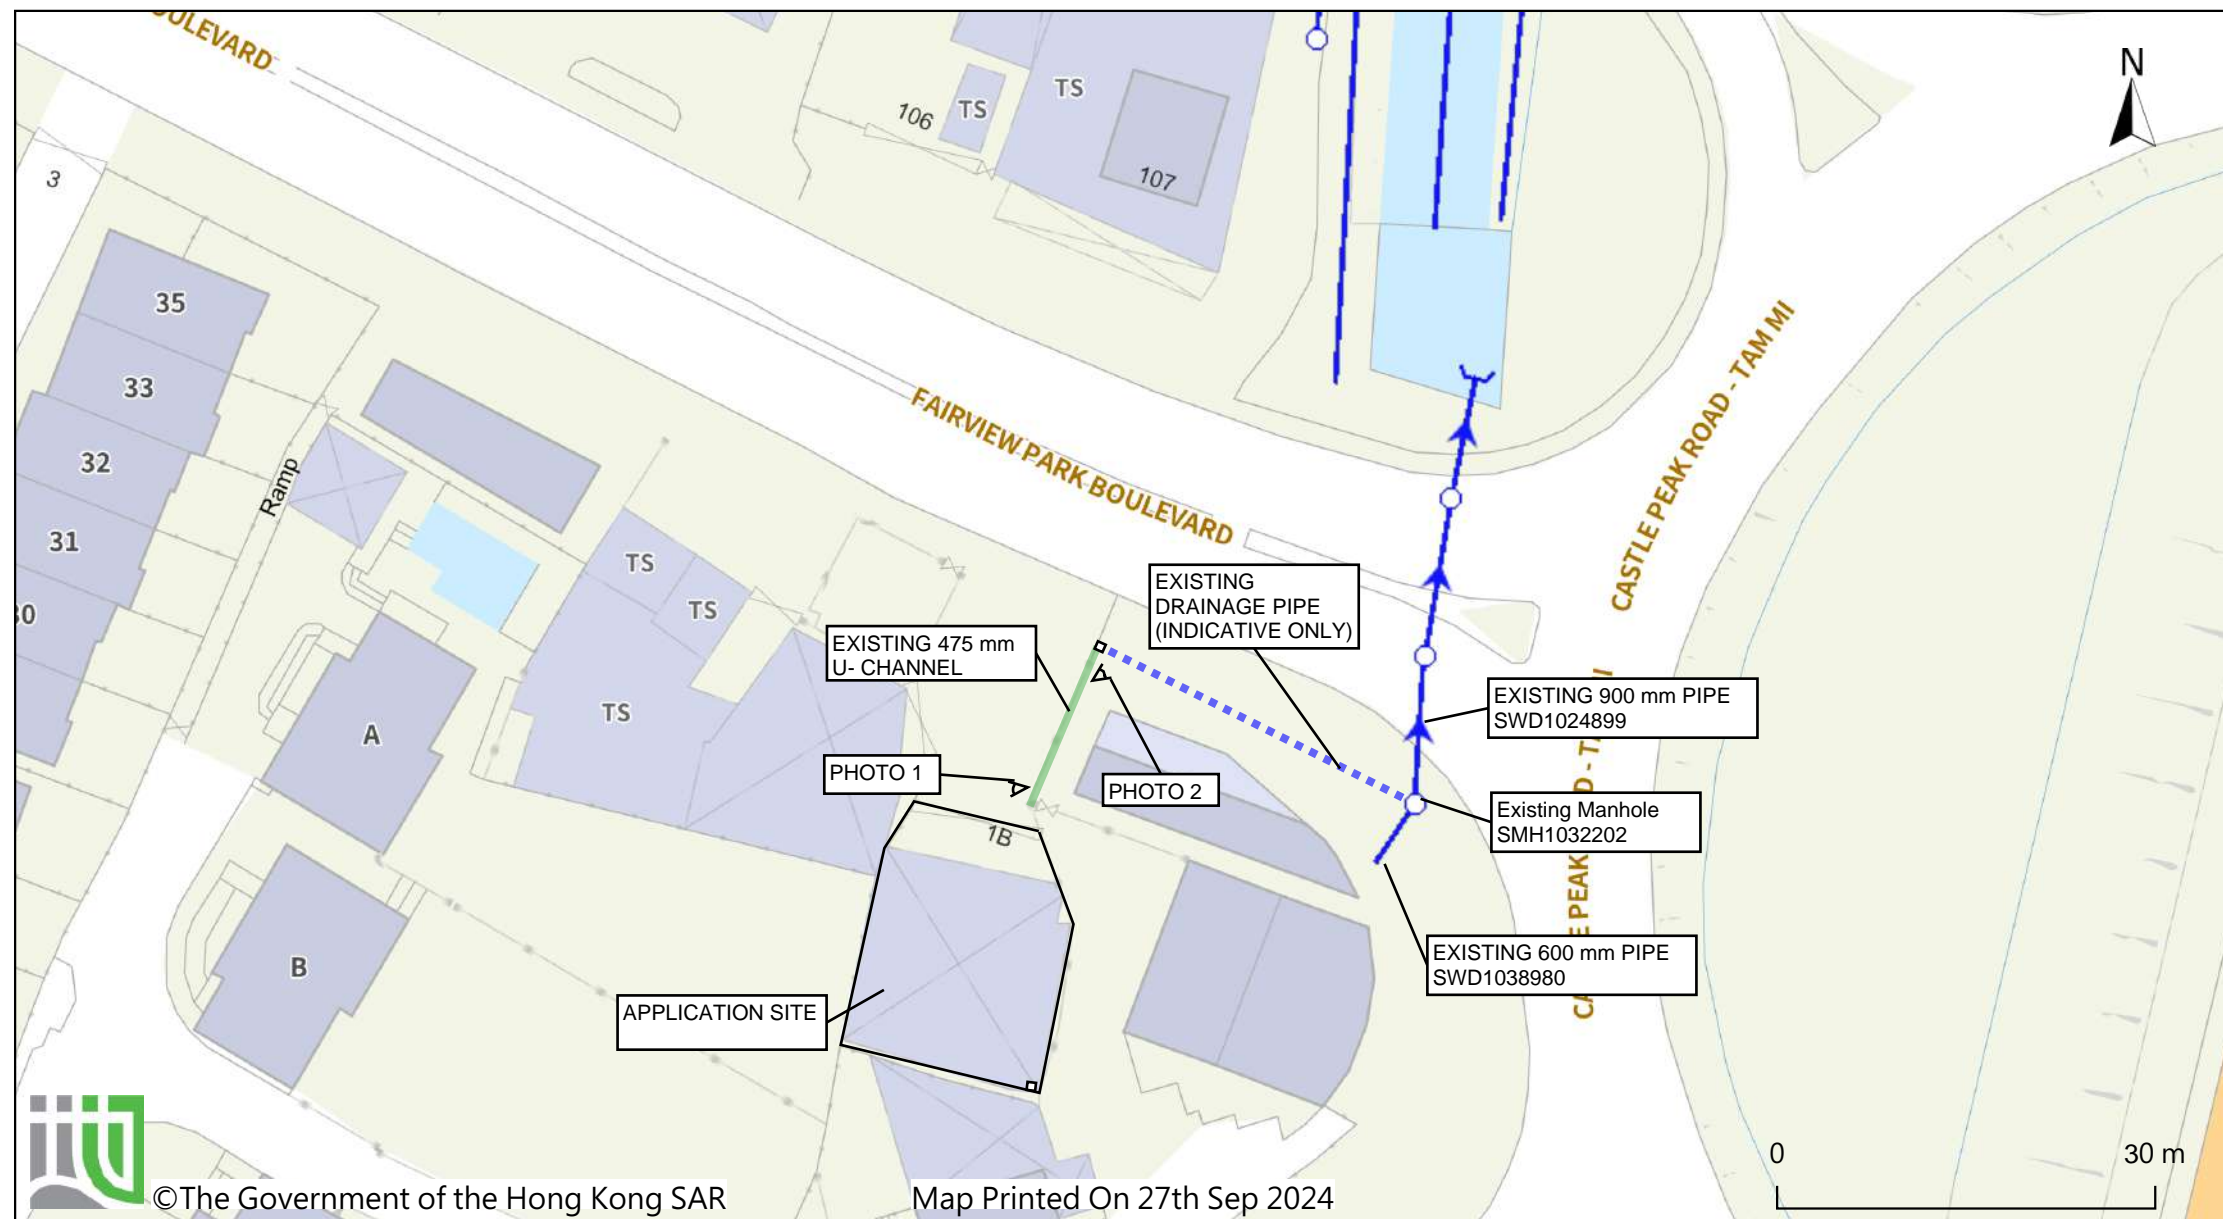 BOULEVARD
N
106
TS
TS
107
3
35
33
32
31
30
Ramp
FAIRVIEW PARK BOULEVARD
CASTLE PEAK ROAD - TAM MI
TS
TS
TS
EXISTING
DRAINAGE PIPE
(INDICATIVE ONLY)
EXISTING 475 mm
U- CHANNEL
EXISTING 900 mm PIPE
SWD1024899
A
PHOTO 1
PHOTO 2
Existing Manhole
SMH1032202
1B
B
EXISTING 600 mm PIPE
SWD1038980
APPLICATION SITE
0
30 m
©The Government of the Hong Kong SAR
Map Printed On 27th Sep 2024